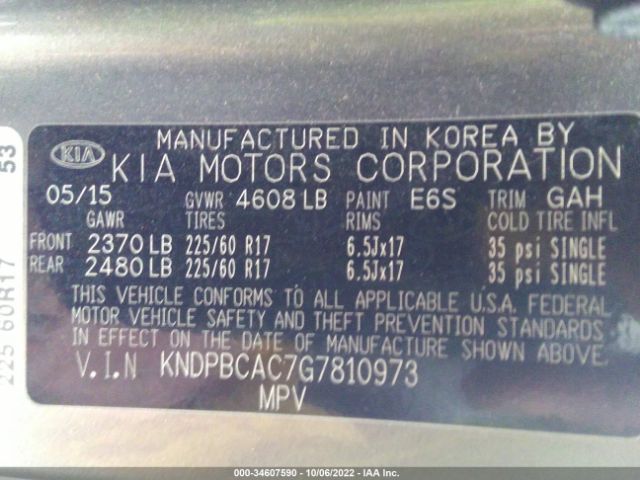 KIA
MANUFACTURED IN KOREA BY
KIA MOTORS CORPORATION
05/15 GVWR 4608 LB PAINT E6S TRIM GAH
GAWR TIRES RIMS COLD TIRE INFL
FRONT 2370 LB 225/60 R17 6.5Jx17 35 psi SINGLE
REAR 2480 LB 225/60 R17 6.5Jx17 35 psi SINGLE
THIS VEHICLE CONFORMS TO ALL APPLICABLE U.S.A. FEDERAL
MOTOR VEHICLE SAFETY AND THEFT PREVENTION STANDARDS
IN EFFECT ON THE DATE OF MANUFACTURE SHOWN ABOVE.
V.I.N KNDPBCAC7G7810973
MPV
225 60R17 53
000-34607590 - 10/06/2022 - IAA Inc.